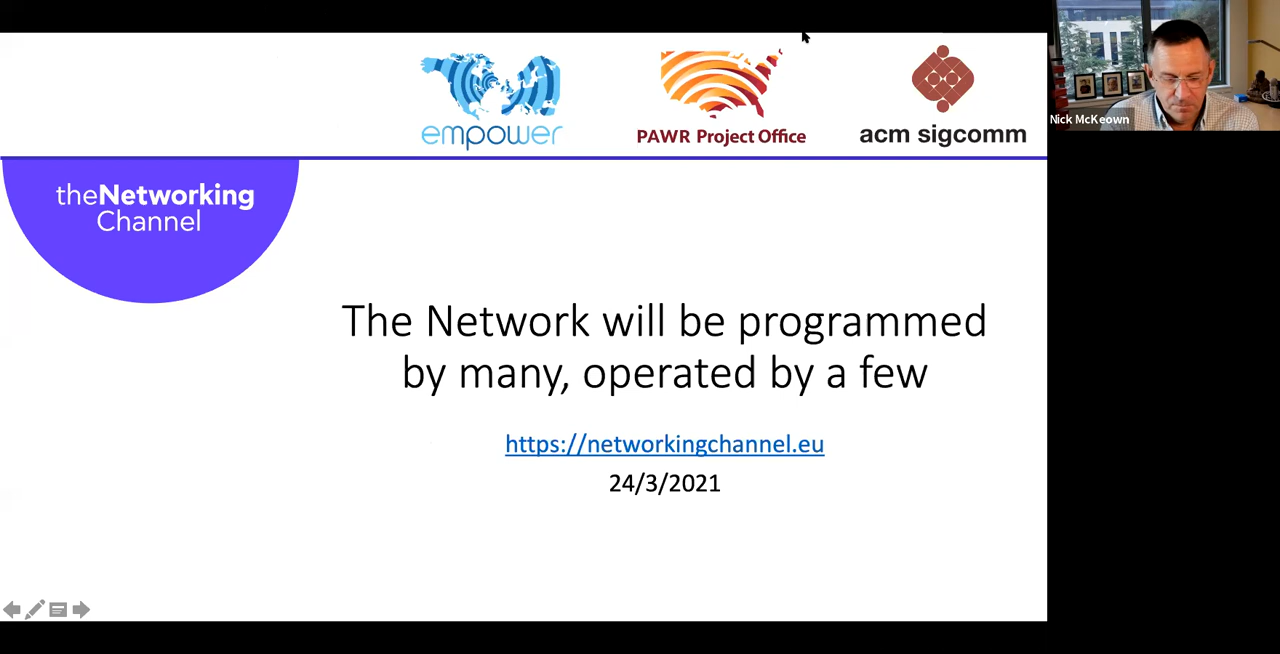 empower
PAWR Project Office
acm sigcomm
Nick McKeown
theNetworking
Channel
The Network will be programmed
by many, operated by a few
https://networkingchannel.eu
24/3/2021